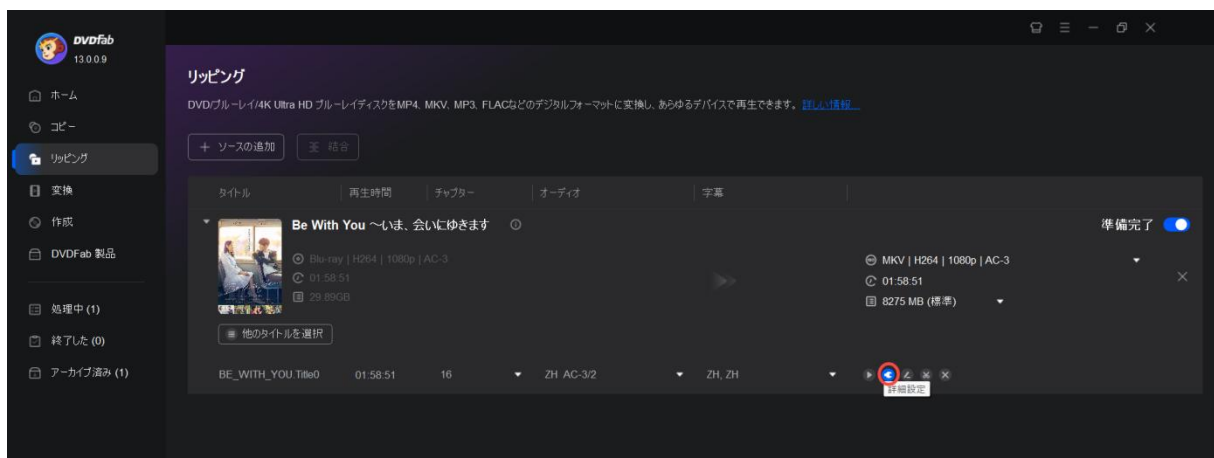 DVDFab
13.0.0.9
ホーム
コピー
リッピング
変換
作成
DVDFab 製品
処理中 (1)
終了した (0)
アーカイブ済み (1)
リッピング
DVD/ブルーレイ/4K Ultra HD ブルーレイディスクをMP4、MKV、MP3、FLACなどのデジタルフォーマットに変換し、あらゆるデバイスで再生できます。 詳しい情報...
+ ソースの追加 結合
タイトル 再生時間 チャプター オーディオ 字幕
Be With You ～いま、会いにゆきます
準備完了
Blu-ray | H264 | 1080p | AC-3
01:58:51
29.89GB
MKV | H264 | 1080p | AC-3
01:58:51
8275 MB (標準)
他のタイトルを選択
BE_WITH_YOU.Title0 01:58:51 16 ZH AC-3/2 ZH, ZH
詳細設定